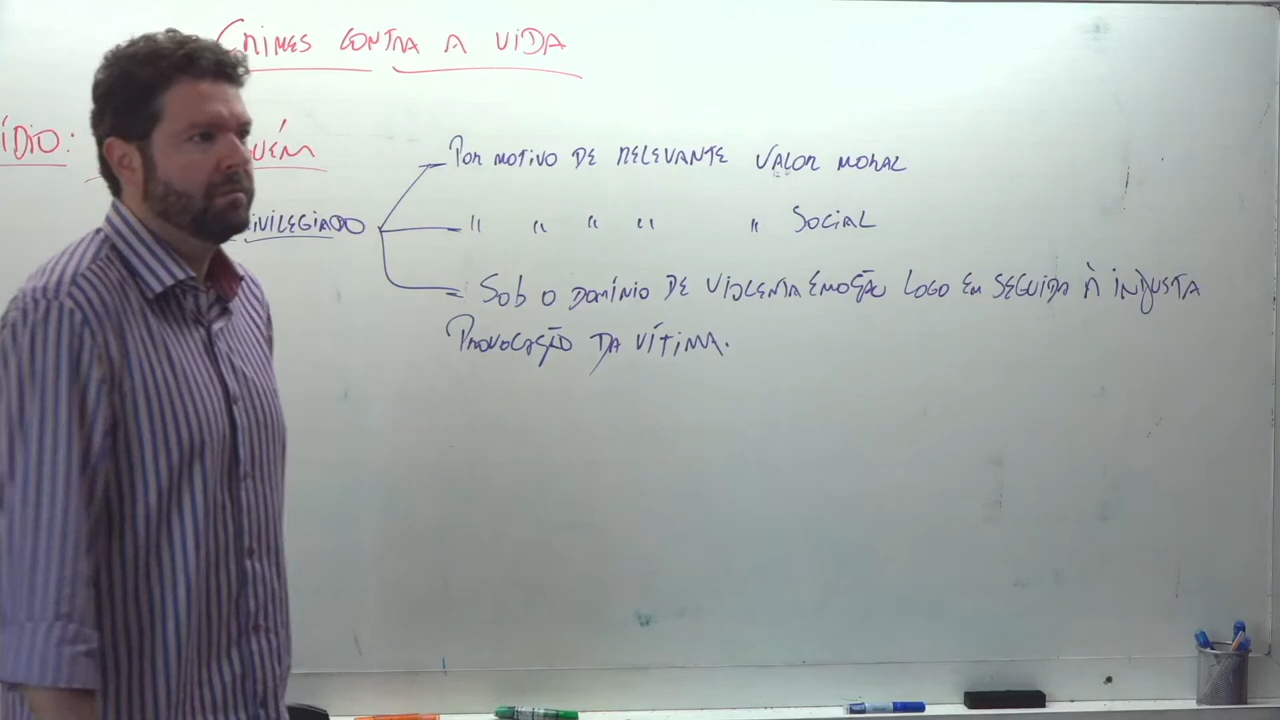 CRIMES CONTRA A VIDA
ÍDIO: UÉM
POR MOTIVO DE RELEVANTE VALOR MORAL
IVILEGIADO " " " " " SOCIAL
SOB O DOMÍNIO DE VIOLENTA EMOÇÃO LOGO EM SEGUIDA À INJUSTA
PROVOCAÇÃO DA VÍTIMA.